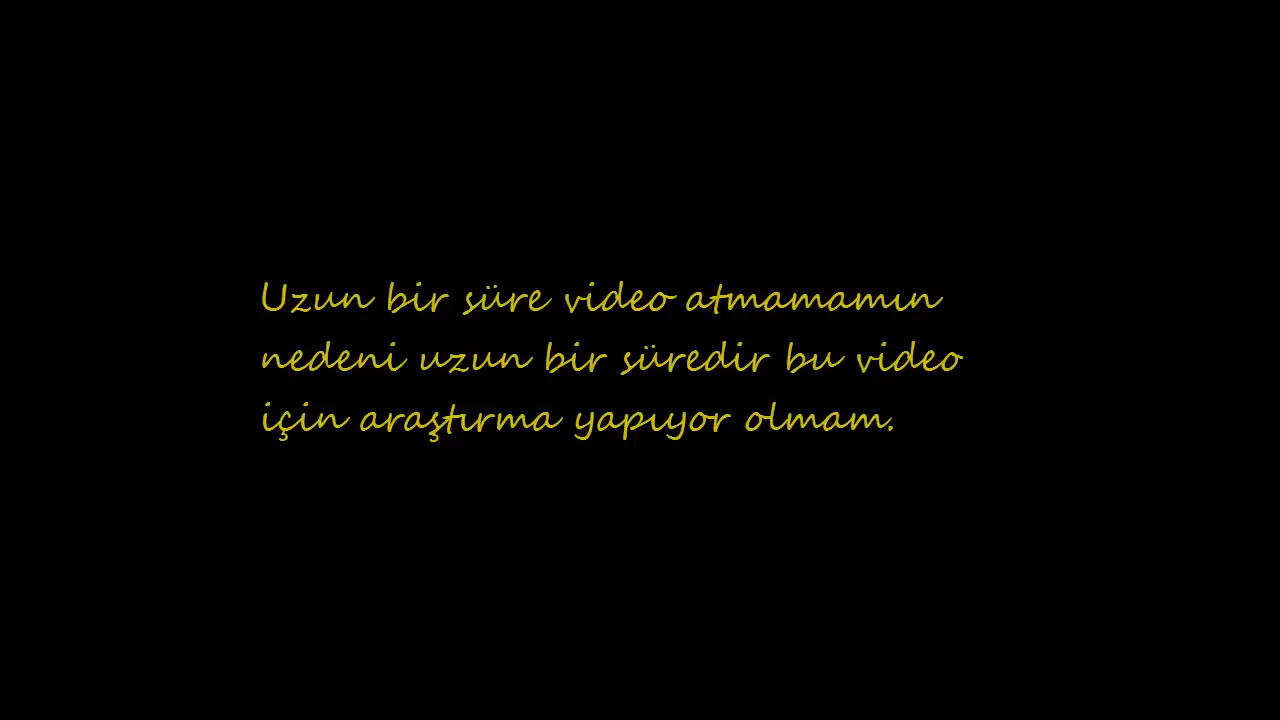 Uzun bir süre video atmamamın
nedeni uzun bir süredir bu video
için araştırma yapıyor olmam.